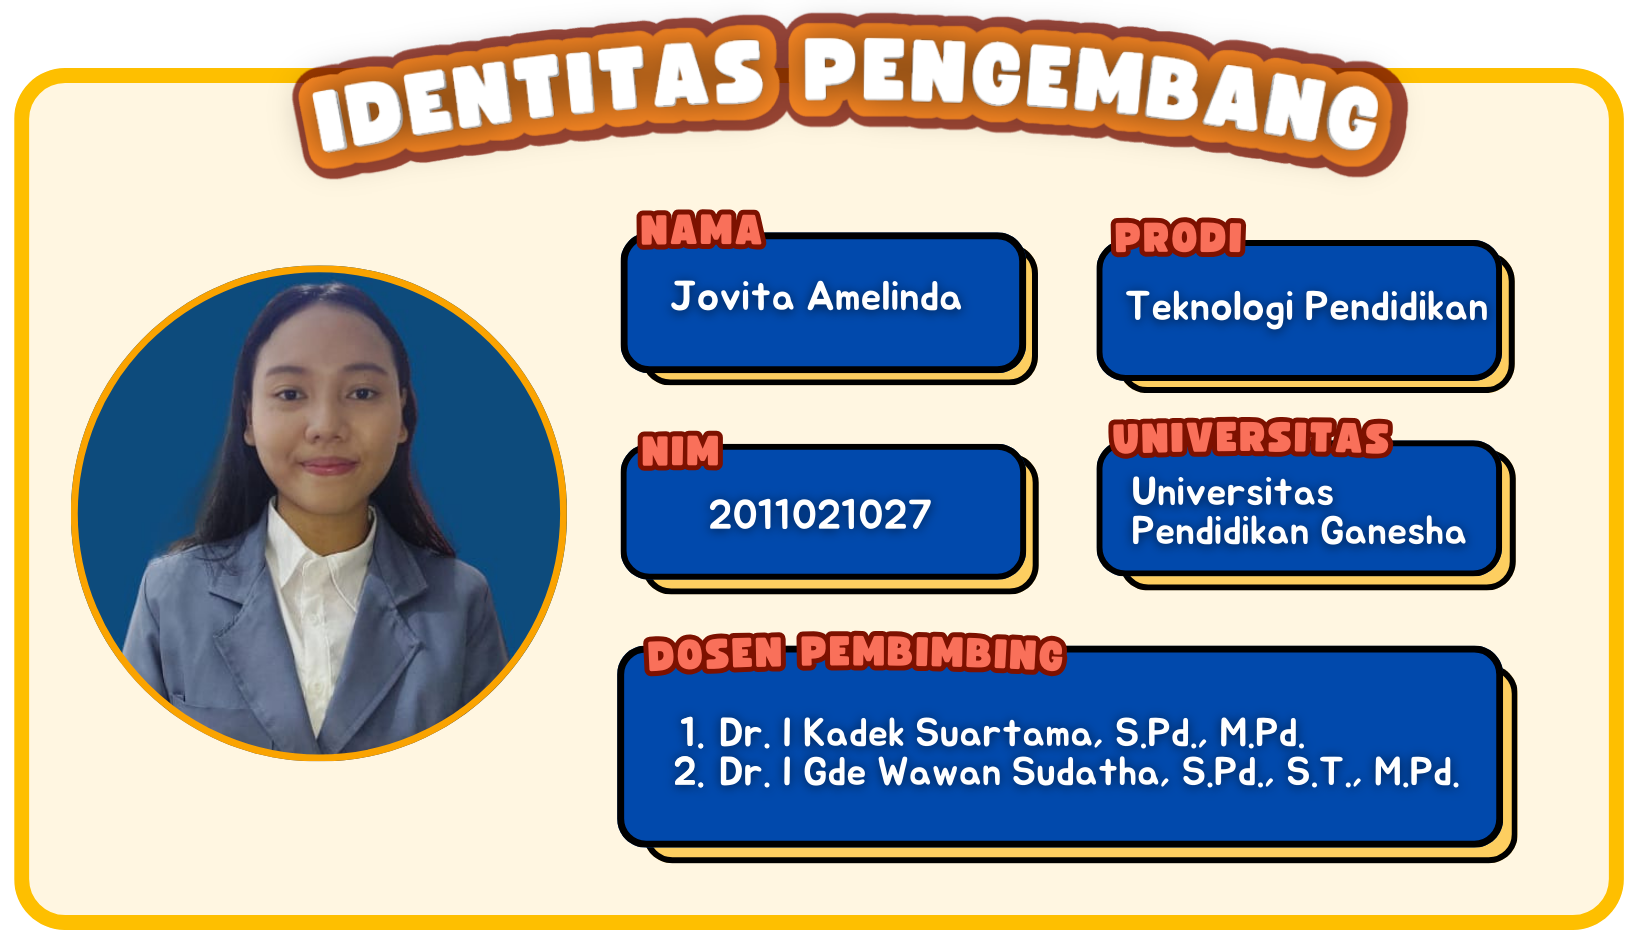 IDENTITAS PENGEMBANG
NAMA
Jovita Amelinda
PRODI
Teknologi Pendidikan
NIM
2011021027
UNIVERSITAS
Universitas
Pendidikan Ganesha
DOSEN PEMBIMBING
1. Dr. I Kadek Suartama, S.Pd., M.Pd.
2. Dr. I Gde Wawan Sudatha, S.Pd., S.T., M.Pd.